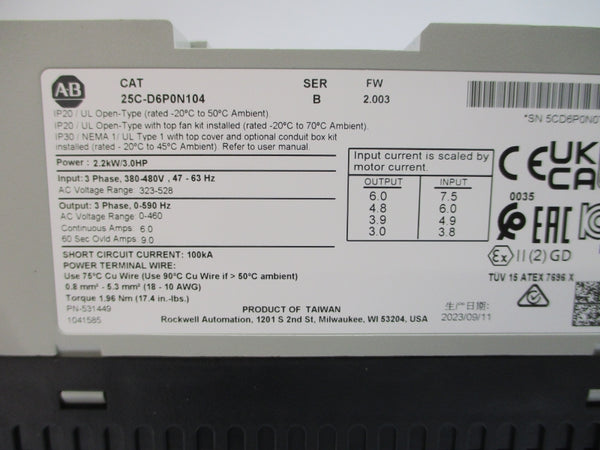 AB
CAT SER FW
25C-D6P0N104 B 2.003
*SN 5CD6P0N0
IP20 / UL Open-Type (rated -20°C to 50°C Ambient)
IP20 / UL Open-Type with top fan kit installed (rated -20°C to 70°C Ambient)
IP30 / NEMA 1/ UL Type 1 with top cover and optional conduit box kit
installed (rated - 20°C to 45°C Ambient). Refer to user manual.
Power : 2.2kW/3.0HP
Input: 3 Phase, 380-480V , 47 - 63 Hz
AC Voltage Range: 323-528
Output: 3 Phase, 0-590 Hz
AC Voltage Range: 0-460
Continuous Amps: 6.0
60 Sec Ovld Amps: 9.0
SHORT CIRCUIT CURRENT: 100kA
POWER TERMINAL WIRE:
Use 75°C Cu Wire (Use 90°C Cu Wire if > 50°C ambient)
0.8 mm² - 5.3 mm² (18 - 10 AWG)
Torque 1.96 Nm (17.4 in.-lbs.)
PN-531449
1041585
Input current is scaled by
motor current.
OUTPUT INPUT
6.0 7.5
4.8 6.0
3.9 4.9
3.0 3.8
CE UK
CA
0035
EAC
Ex II (2) GD
TÜV 15 ATEX 7696 X
PRODUCT OF TAIWAN
Rockwell Automation, 1201 S 2nd St, Milwaukee, WI 53204, USA
生产日期:
2023/09/11